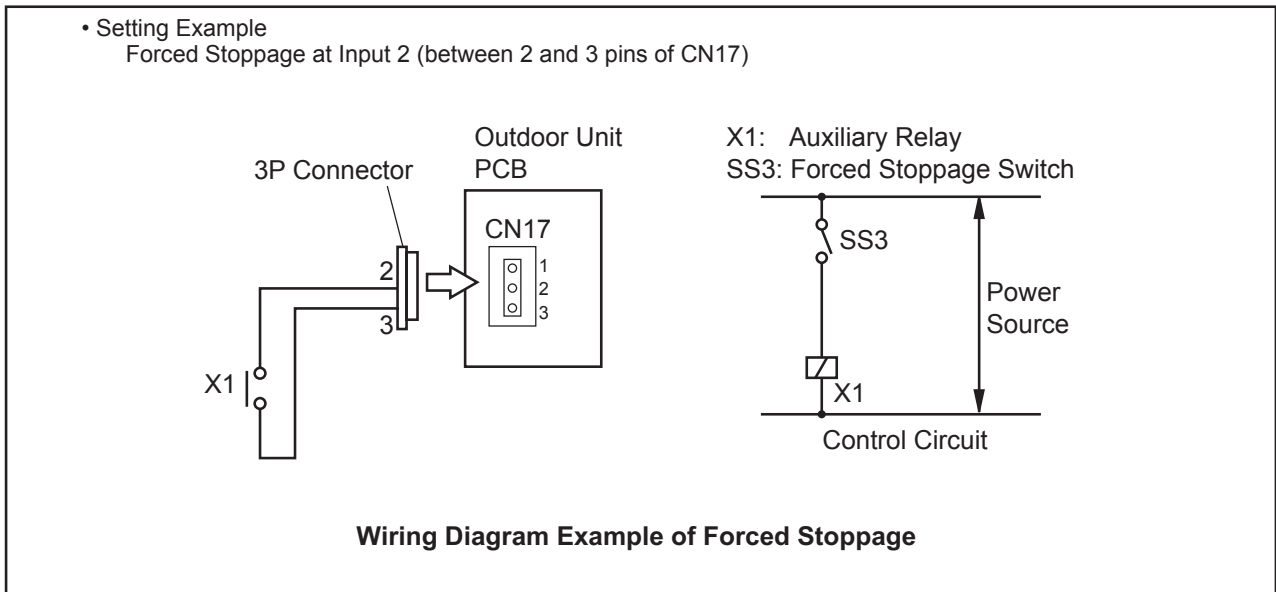 • Setting Example
Forced Stoppage at Input 2 (between 2 and 3 pins of CN17)
3P Connector
Outdoor Unit
PCB
CN17
1
2
3
2
3
X1
X1: Auxiliary Relay
SS3: Forced Stoppage Switch
SS3
X1
Power
Source
Control Circuit
Wiring Diagram Example of Forced Stoppage